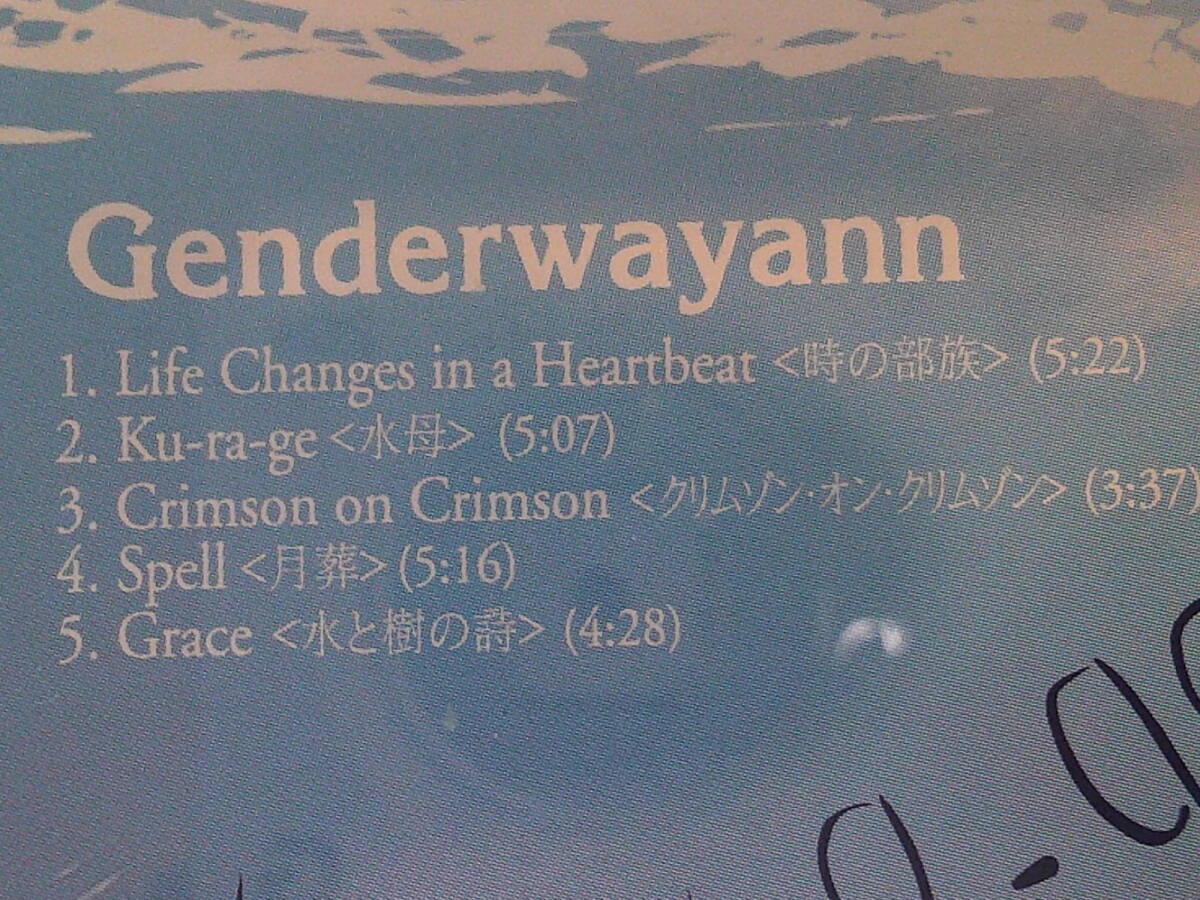 Genderwayann
1. Life Changes in a Heartbeat <時の部族> (5:22)
2. Ku-ra-ge <水母> (5:07)
3. Crimson on Crimson <クリムゾン・オン・クリムゾン> (3:37)
4. Spell <月葬> (5:16)
5. Grace <水と樹の詩> (4:28)